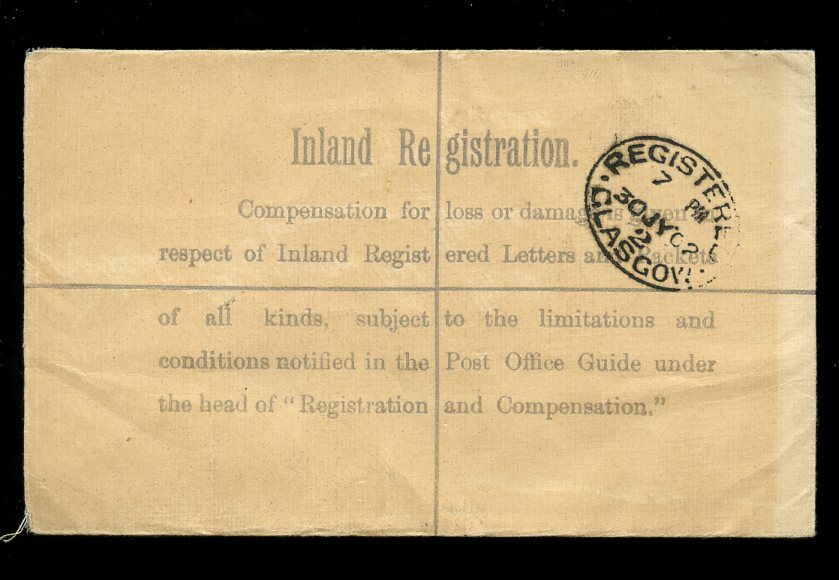 Inland Registration.
Compensation for loss or damage is given in
respect of Inland Registered Letters and Packets
of all kinds, subject to the limitations and
conditions notified in the Post Office Guide under
the head of "Registration and Compensation."
REGISTERED
7 PM
30 JY 02
2
GLASGOW